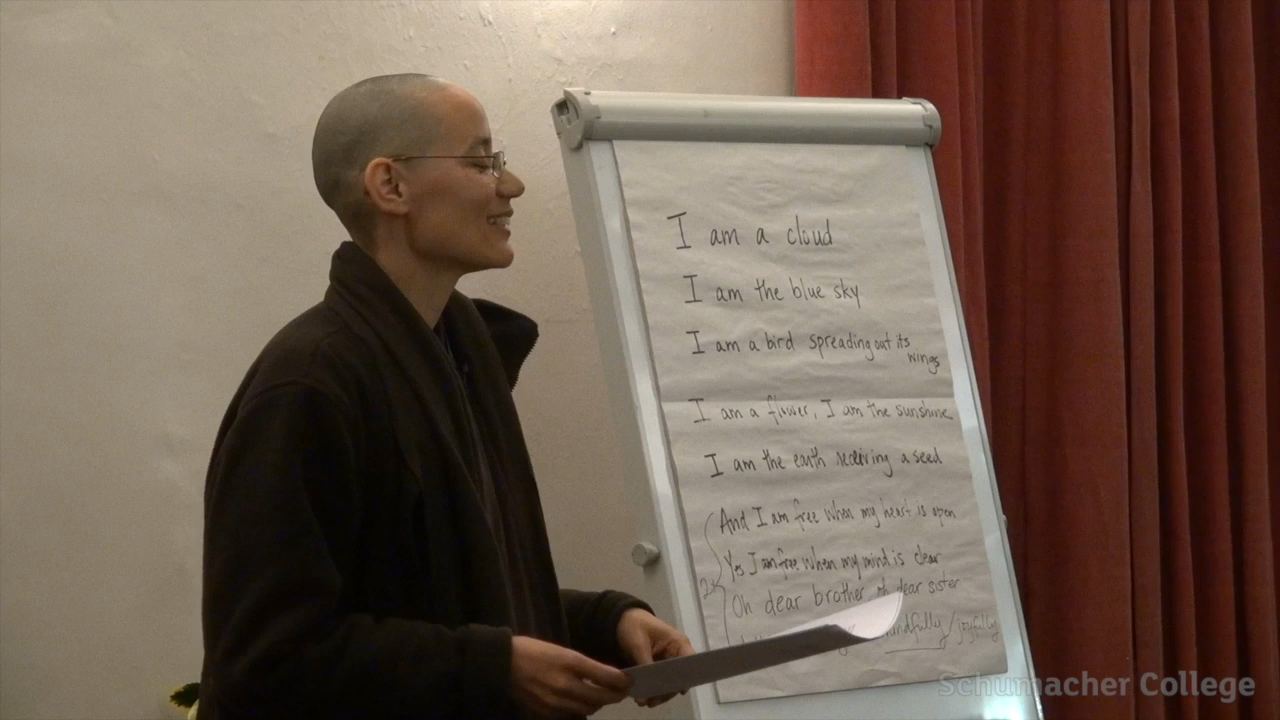 I am a cloud
I am the blue sky
I am a bird spreading out its
wings
I am a flower, I am the sunshine
I am the earth receiving a seed
And I am free when my heart is open
Yes I am free when my mind is clear
Oh dear brother, oh dear sister
mindfully / joyfully
2x
Schumacher College